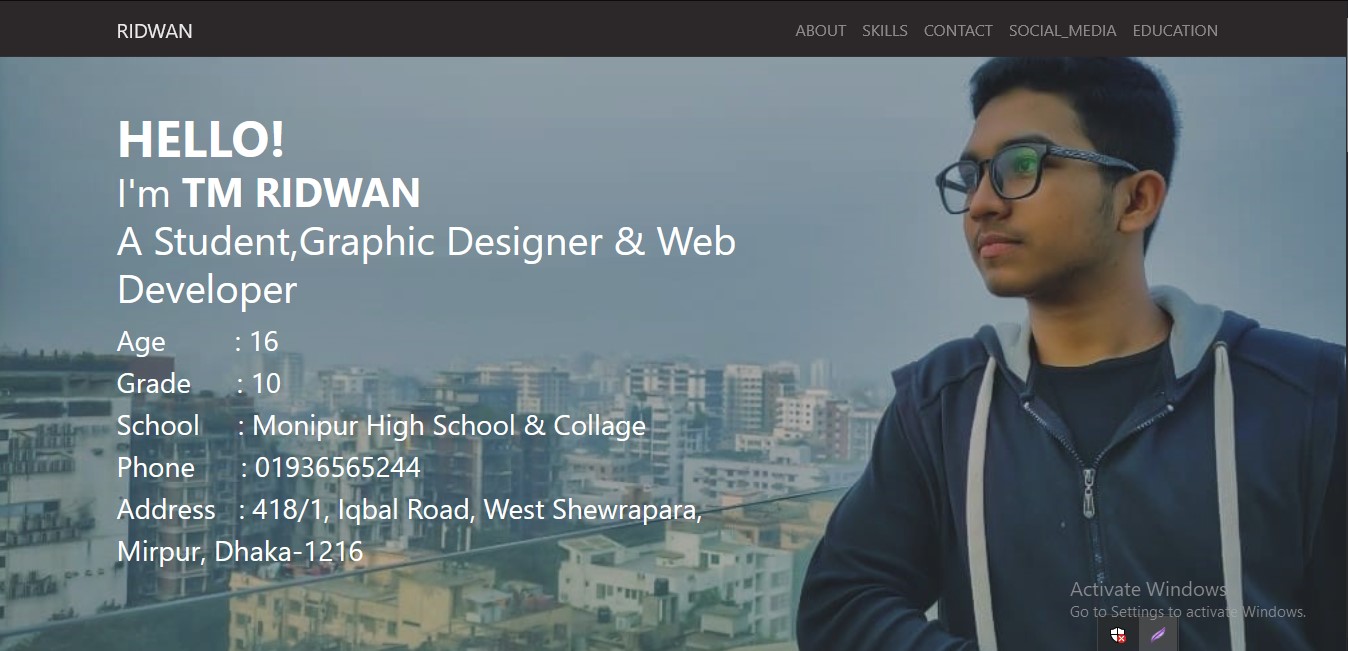 RIDWAN
ABOUT SKILLS CONTACT SOCIAL_MEDIA EDUCATION
HELLO!
I'm TM RIDWAN
A Student,Graphic Designer & Web
Developer
Age : 16
Grade : 10
School : Monipur High School & Collage
Phone : 01936565244
Address : 418/1, Iqbal Road, West Shewrapara,
Mirpur, Dhaka-1216
Activate Windows
Go to Settings to activate Windows.